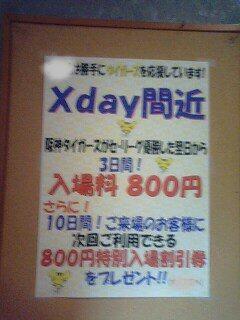 は勝手にタイガースを応援しています!
Xday間近
阪神タイガースがセ・リーグ優勝した翌日から
3日間!
入場料 800円
さらに!
10日間!ご来場のお客様に
次回ご利用できる
800円特別入場割引券
をプレゼント!!